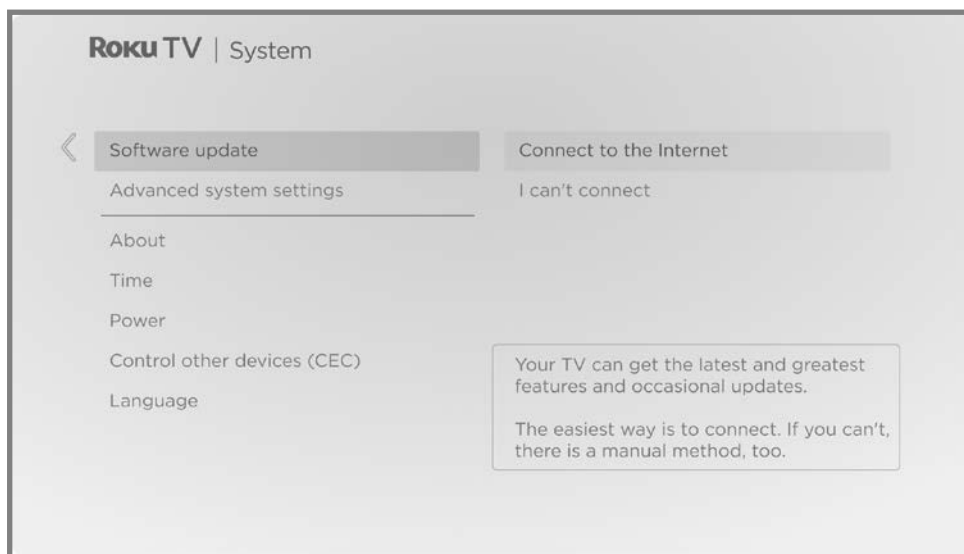 Roku TV | System
Software update
Advanced system settings
About
Time
Power
Control other devices (CEC)
Language
Connect to the Internet
I can't connect
Your TV can get the latest and greatest
features and occasional updates.
The easiest way is to connect. If you can't,
there is a manual method, too.